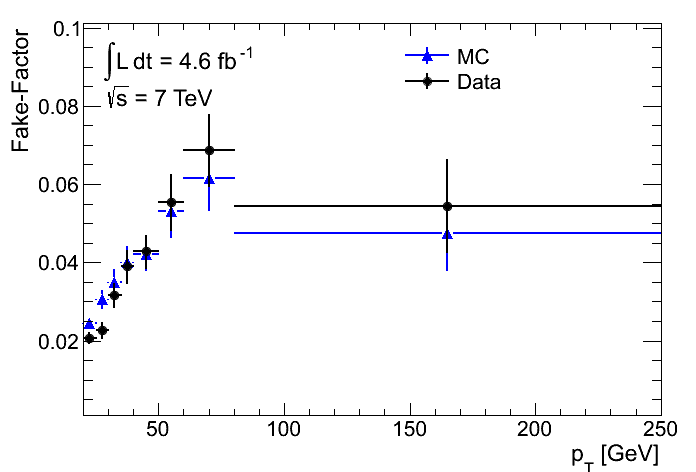 Fake-Factor
∫L dt = 4.6 fb⁻¹
√s = 7 TeV
MC
Data
0.1
0.08
0.06
0.04
0.02
50 100 150 200 250
p_T [GeV]